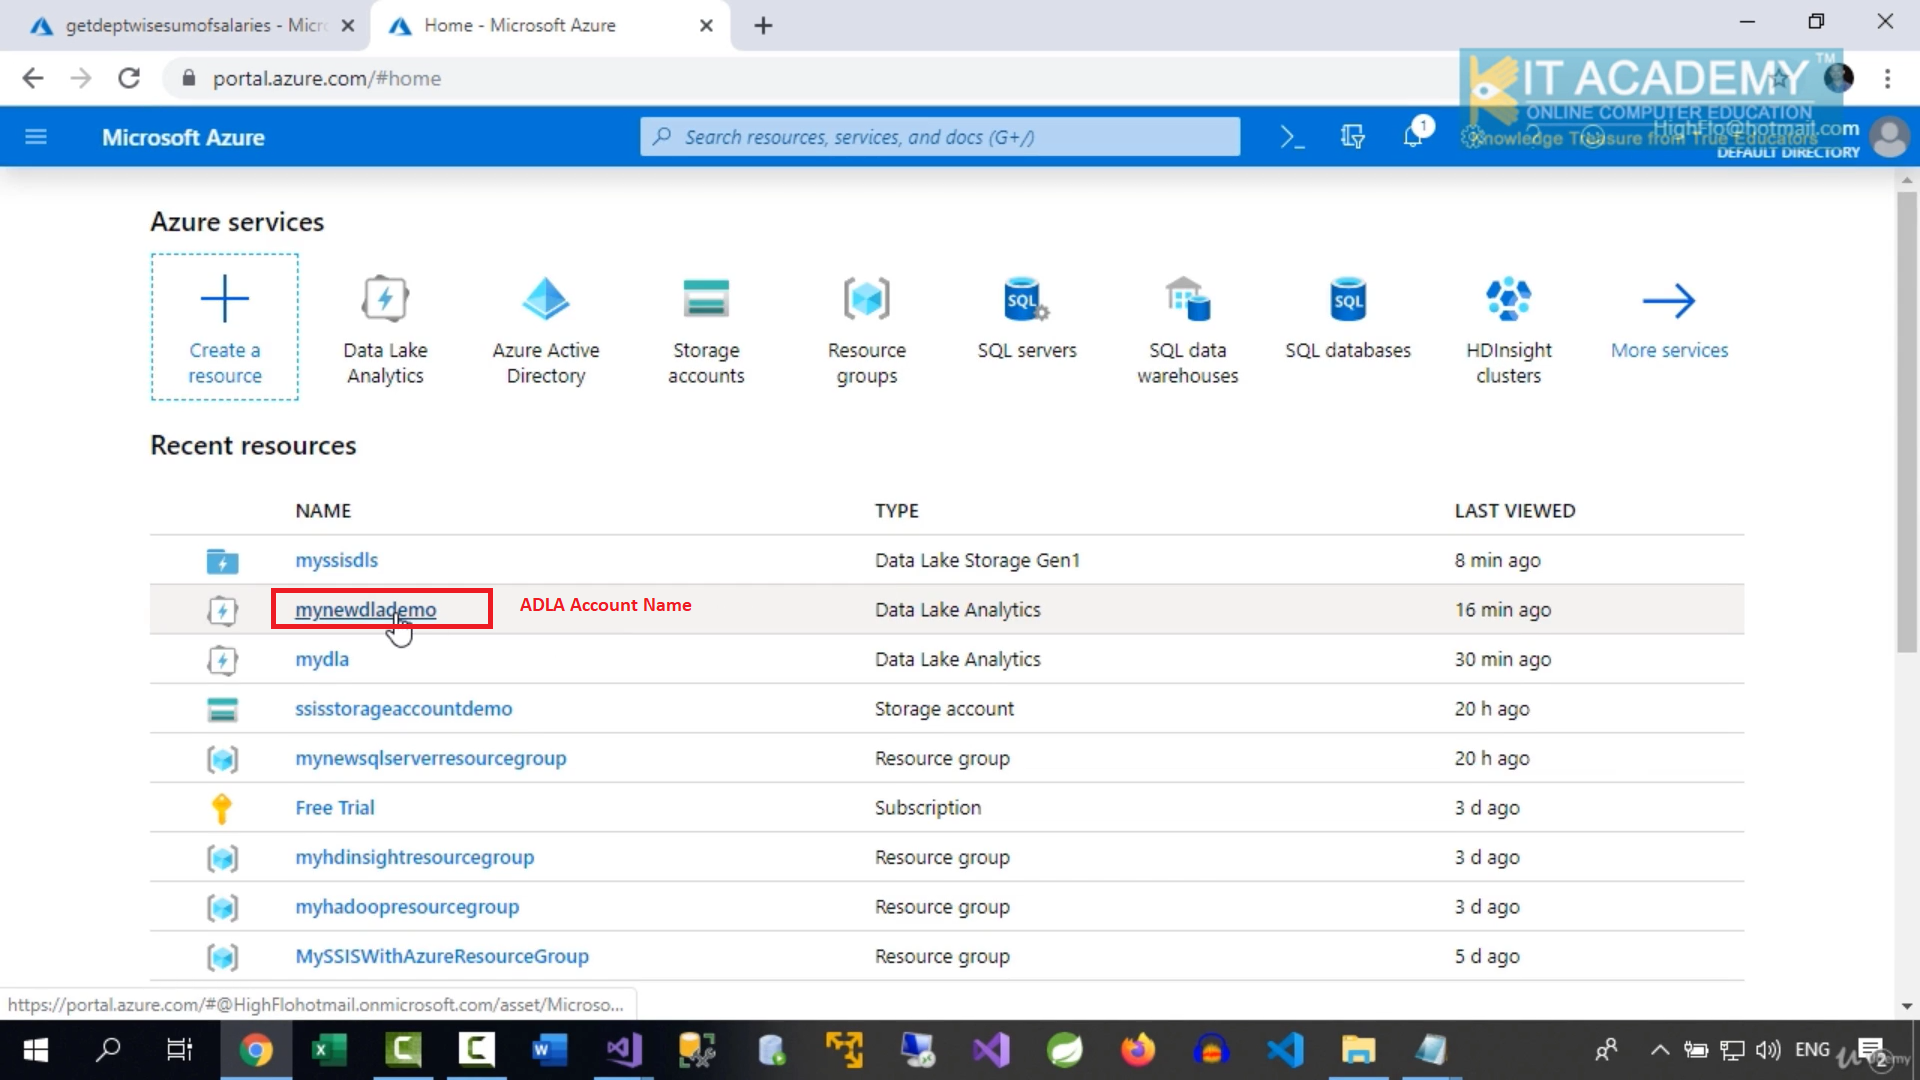 getdeptwisesumofsalaries - Micr
Home - Microsoft Azure
portal.azure.com/#home
KIT ACADEMY™
ONLINE COMPUTER EDUCATION
Knowledge Treasure from True Educators
Microsoft Azure
Search resources, services, and docs (G+/)
1
HighFlo@hotmail.com
DEFAULT DIRECTORY
Azure services
Create a resource
Data Lake Analytics
Azure Active Directory
Storage accounts
Resource groups
SQL servers
SQL data warehouses
SQL databases
HDInsight clusters
More services
Recent resources
NAME TYPE LAST VIEWED
myssisdls Data Lake Storage Gen1 8 min ago
mynewdlademo ADLA Account Name Data Lake Analytics 16 min ago
mydla Data Lake Analytics 30 min ago
ssisstorageaccountdemo Storage account 20 h ago
mynewsqlserverresourcegroup Resource group 20 h ago
Free Trial Subscription 3 d ago
myhdinsightresourcegroup Resource group 3 d ago
myhadoopresourcegroup Resource group 3 d ago
MySSISWithAzureResourceGroup Resource group 5 d ago
https://portal.azure.com/#@HighFlohotmail.onmicrosoft.com/asset/Microso...
ENG
2